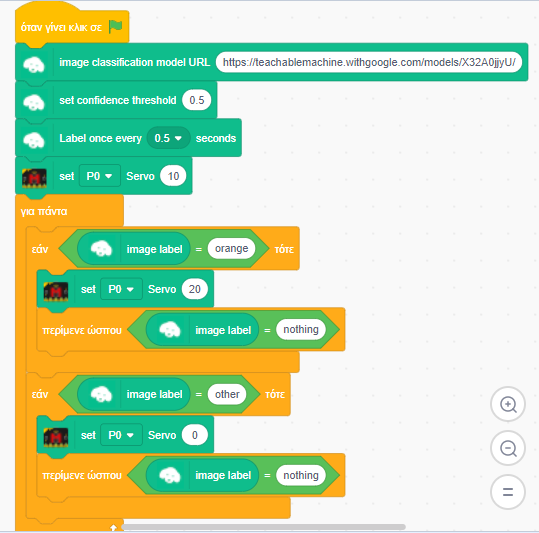 όταν γίνει κλικ σε
image classification model URL https://teachablemachine.withgoogle.com/models/X32A0jjyU/
set confidence threshold 0.5
Label once every 0.5 seconds
set P0 Servo 10
για πάντα
εάν image label = orange τότε
set P0 Servo 20
περίμενε ώσπου image label = nothing
εάν image label = other τότε
set P0 Servo 0
περίμενε ώσπου image label = nothing